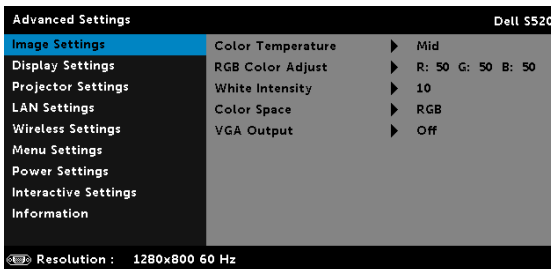 Advanced Settings Dell S520
Image Settings Color Temperature Mid
Display Settings RGB Color Adjust R: 50 G: 50 B: 50
Projector Settings White Intensity 10
LAN Settings Color Space RGB
Wireless Settings VGA Output Off
Menu Settings
Power Settings
Interactive Settings
Information
Resolution : 1280x800 60 Hz